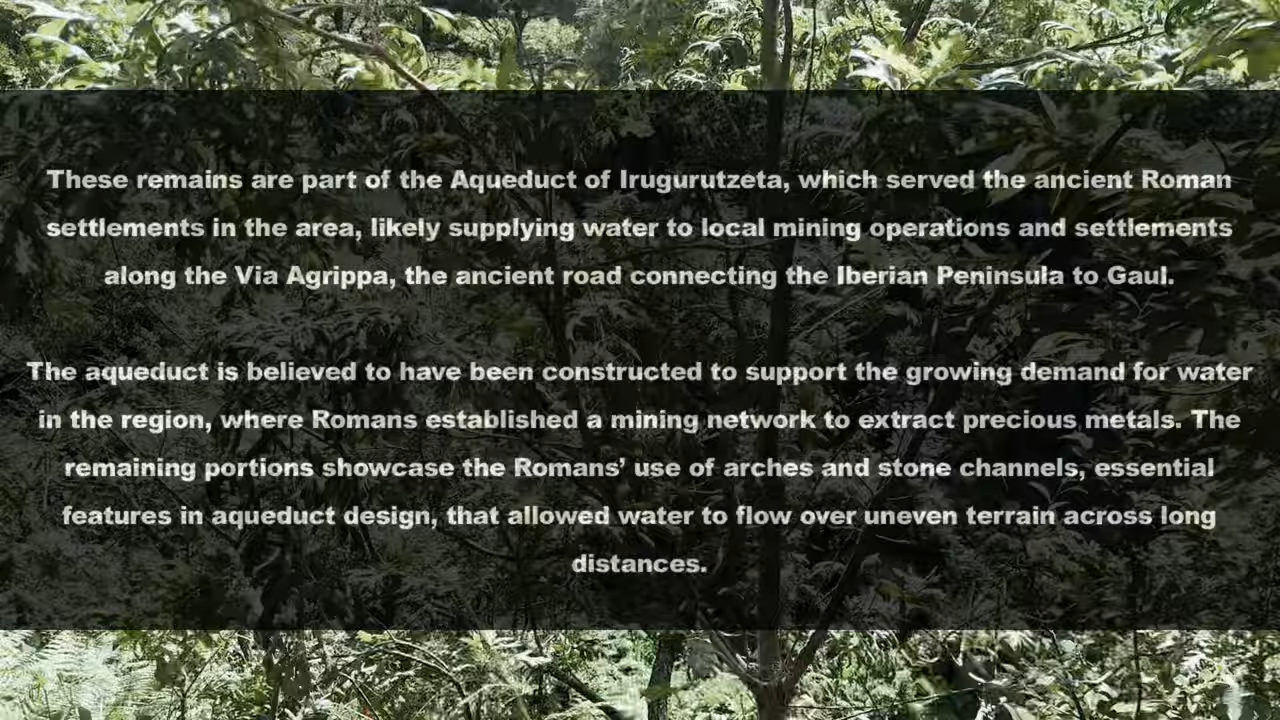 These remains are part of the Aqueduct of Irugurutzeta, which served the ancient Roman
settlements in the area, likely supplying water to local mining operations and settlements
along the Via Agrippa, the ancient road connecting the Iberian Peninsula to Gaul.
The aqueduct is believed to have been constructed to support the growing demand for water
in the region, where Romans established a mining network to extract precious metals. The
remaining portions showcase the Romans’ use of arches and stone channels, essential
features in aqueduct design, that allowed water to flow over uneven terrain across long
distances.